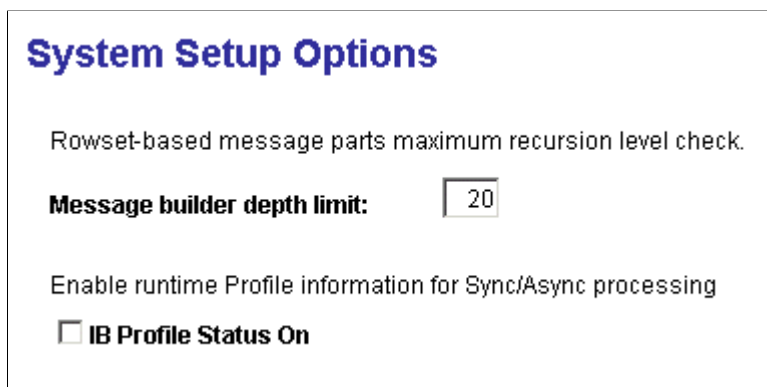 System Setup Options
Rowset-based message parts maximum recursion level check.
Message builder depth limit: 20
Enable runtime Profile information for Sync/Async processing
IB Profile Status On